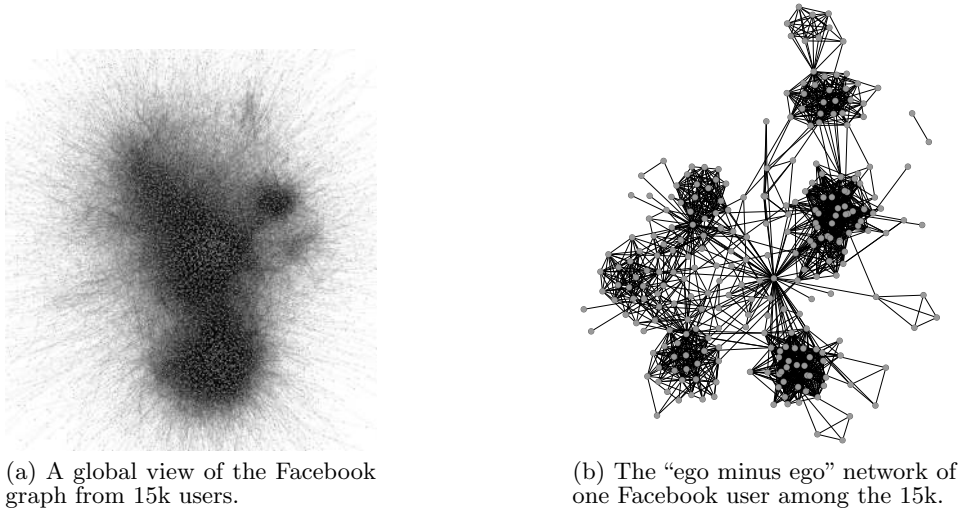 (a) A global view of the Facebook
graph from 15k users.
(b) The “ego minus ego” network of
one Facebook user among the 15k.